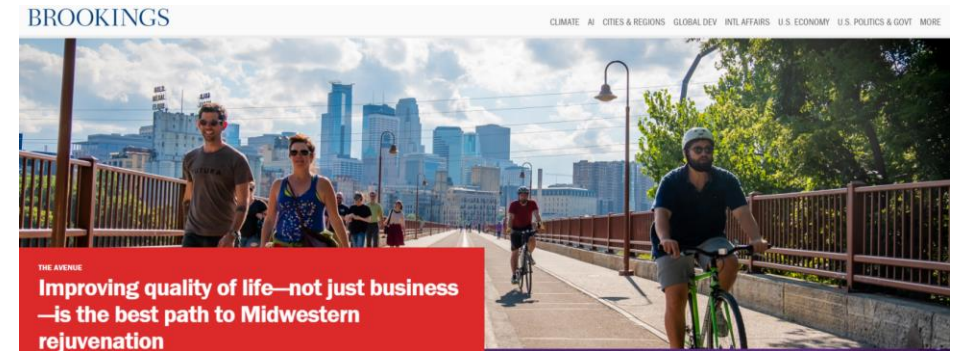 BROOKINGS
CLIMATE AI CITIES & REGIONS GLOBAL DEV INTL AFFAIRS U.S. ECONOMY U.S. POLITICS & GOVT MORE
THE AVENUE
Improving quality of life—not just business
—is the best path to Midwestern
rejuvenation